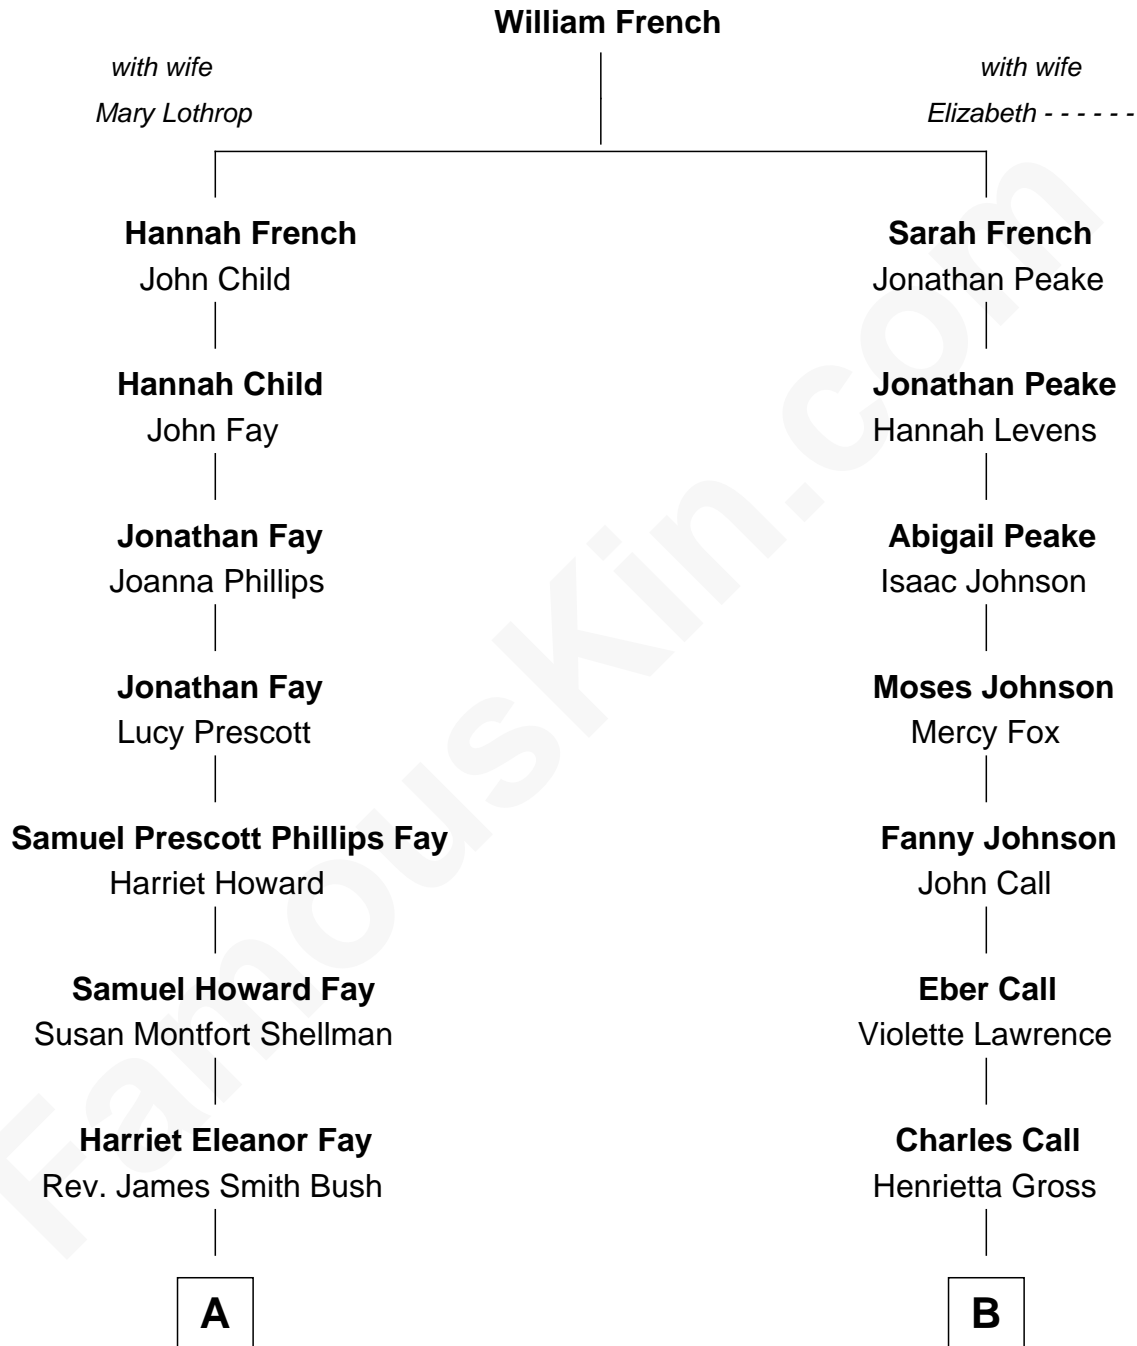 William French
with wife
Mary Lothrop
with wife
Elizabeth - - - - - -
Hannah French
John Child
Sarah French
Jonathan Peake
Hannah Child
John Fay
Jonathan Peake
Hannah Levens
Jonathan Fay
Joanna Phillips
Abigail Peake
Isaac Johnson
Jonathan Fay
Lucy Prescott
Moses Johnson
Mercy Fox
Samuel Prescott Phillips Fay
Harriet Howard
Fanny Johnson
John Call
Samuel Howard Fay
Susan Montfort Shellman
Eber Call
Violette Lawrence
Harriet Eleanor Fay
Rev. James Smith Bush
Charles Call
Henrietta Gross
A
B
FamousKin.com